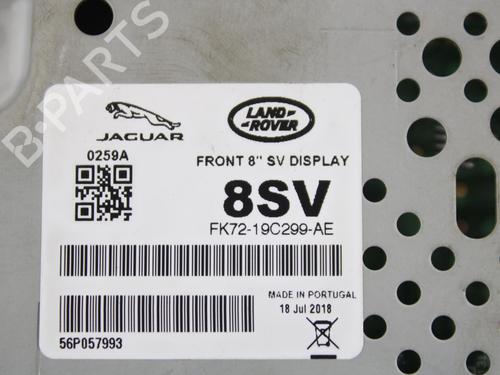 B-PARTS
JAGUAR
LAND-
ROVER
0259A
FRONT 8" SV DISPLAY
8SV
FK72-19C299-AE
MADE IN PORTUGAL
18 Jul 2018
56P057993